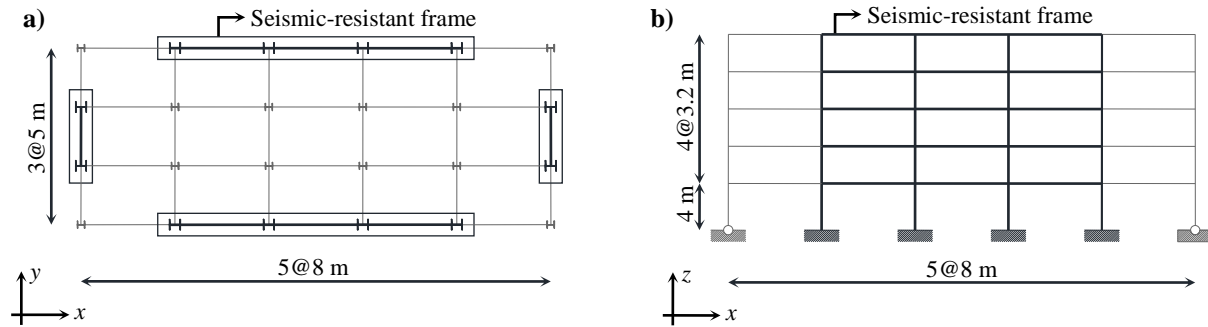 a)
Seismic-resistant frame
3@5 m
5@8 m
y
x
b)
Seismic-resistant frame
4@3.2 m
4 m
5@8 m
z
x